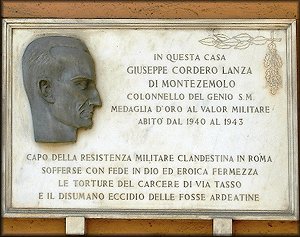 IN QUESTA CASA
GIUSEPPE CORDERO LANZA
DI MONTEZEMOLO
COLONNELLO DEL GENIO S.M.
MEDAGLIA D'ORO AL VALOR MILITARE
ABITÒ DAL 1940 AL 1943
CAPO DELLA RESISTENZA MILITARE CLANDESTINA IN ROMA
SOFFERSE CON FEDE IN DIO ED EROICA FERMEZZA
LE TORTURE DEL CARCERE DI VIA TASSO
E IL DISUMANO ECCIDIO DELLE FOSSE ARDEATINE